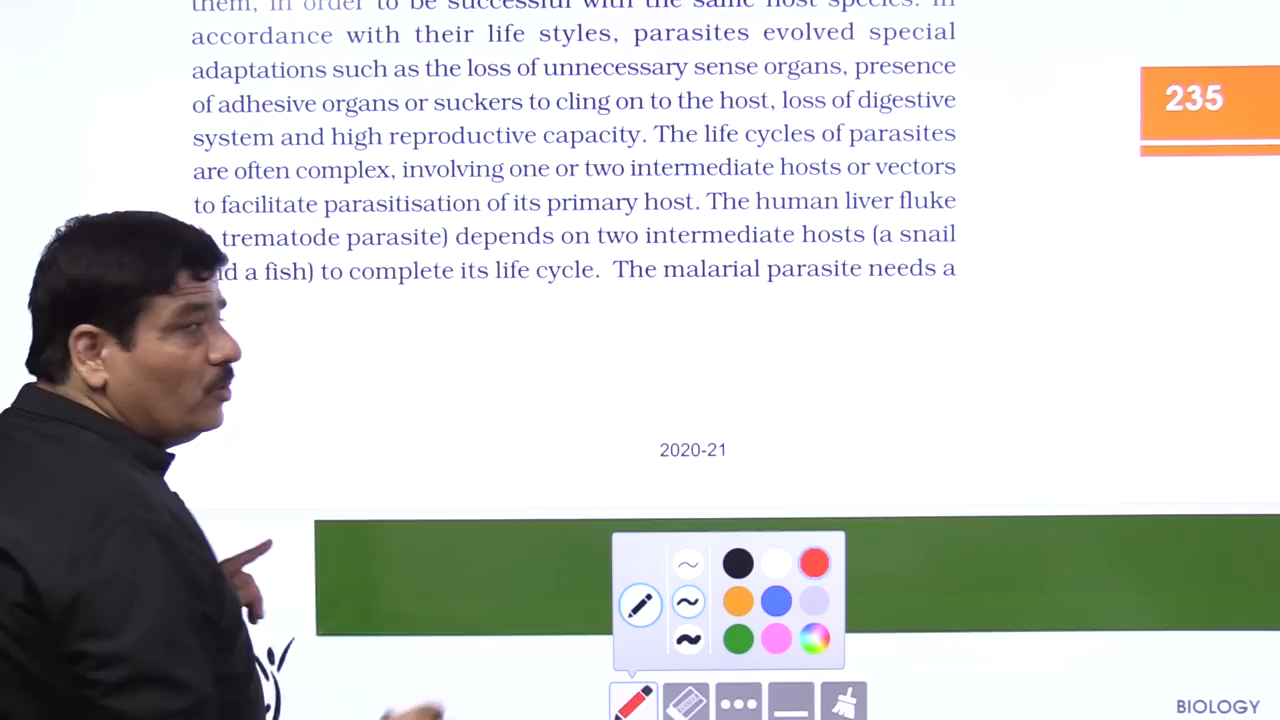 them, in order to be successful with the same host species. In
accordance with their life styles, parasites evolved special
adaptations such as the loss of unnecessary sense organs, presence
of adhesive organs or suckers to cling on to the host, loss of digestive
system and high reproductive capacity. The life cycles of parasites
are often complex, involving one or two intermediate hosts or vectors
to facilitate parasitisation of its primary host. The human liver fluke
trematode parasite) depends on two intermediate hosts (a snail
a fish) to complete its life cycle. The malarial parasite needs a
235
2020-21
BIOLOGY